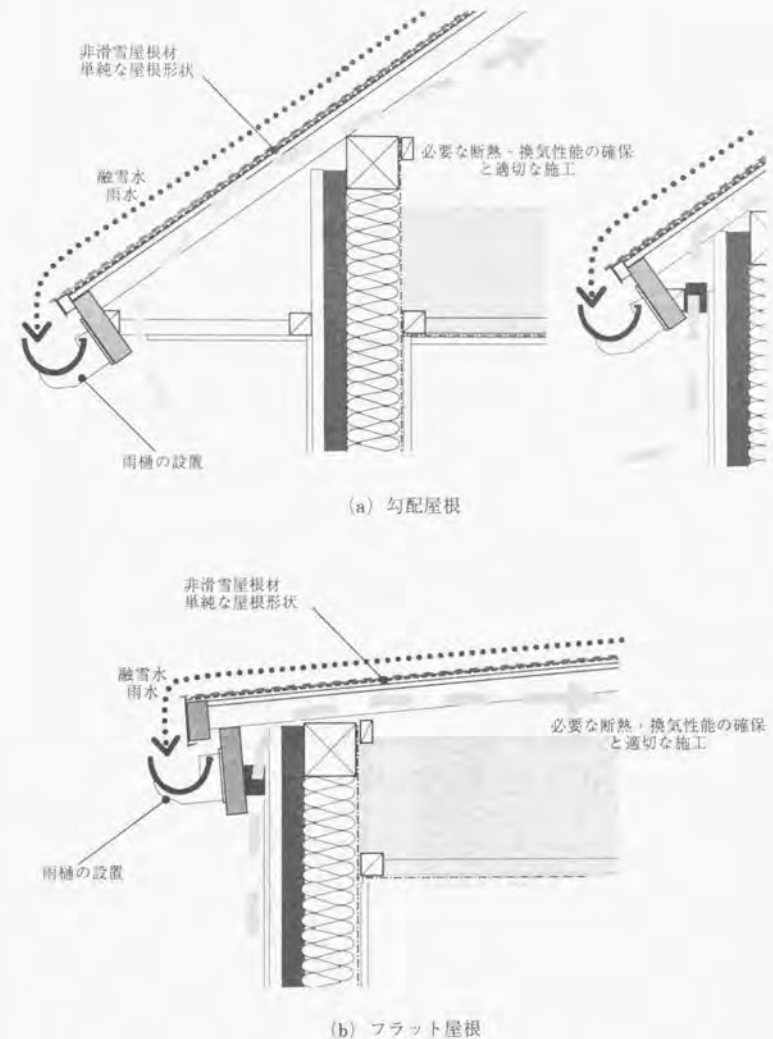 非滑雪屋根材
単純な屋根形状
融雪水
雨水
必要な断熱・換気性能の確保
と適切な施工
雨樋の設置
(a) 勾配屋根
非滑雪屋根材
単純な屋根形状
融雪水
雨水
必要な断熱・換気性能の確保
と適切な施工
雨樋の設置
(b) フラット屋根